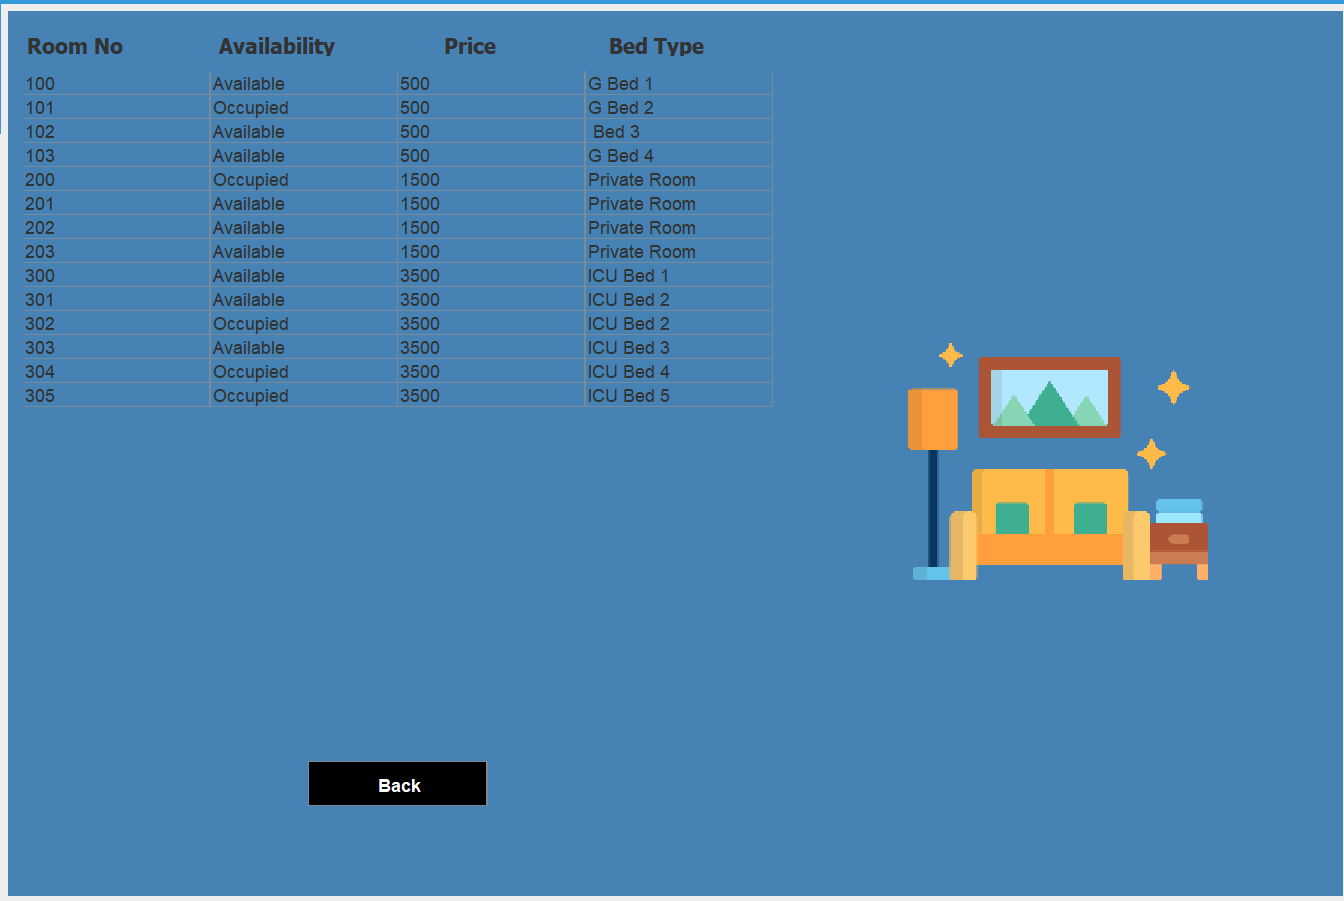 Room No Availability Price Bed Type
100 Available 500 G Bed 1
101 Occupied 500 G Bed 2
102 Available 500 Bed 3
103 Available 500 G Bed 4
200 Occupied 1500 Private Room
201 Available 1500 Private Room
202 Available 1500 Private Room
203 Available 1500 Private Room
300 Available 3500 ICU Bed 1
301 Available 3500 ICU Bed 2
302 Occupied 3500 ICU Bed 2
303 Available 3500 ICU Bed 3
304 Occupied 3500 ICU Bed 4
305 Occupied 3500 ICU Bed 5
Back